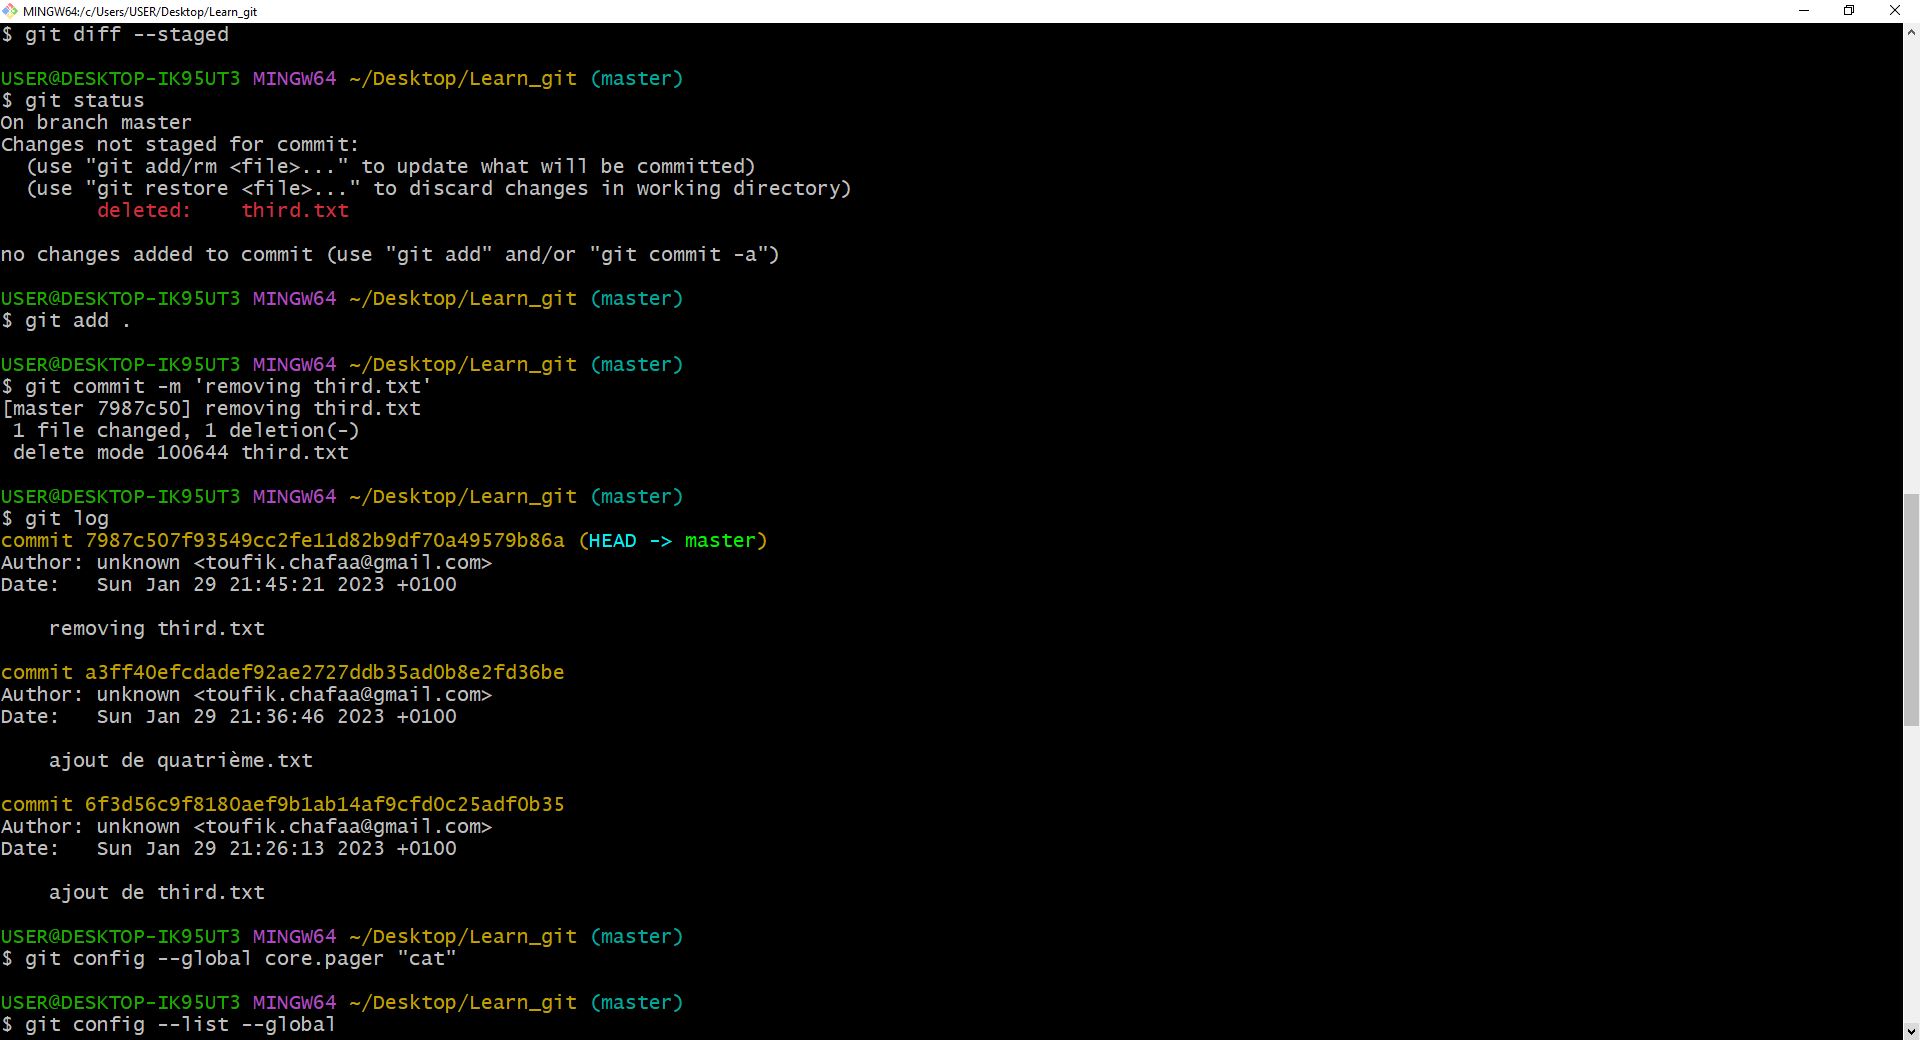 MINGW64:/c/Users/USER/Desktop/Learn_git
$ git diff --staged
USER@DESKTOP-IK95UT3 MINGW64 ~/Desktop/Learn_git (master)
$ git status
On branch master
Changes not staged for commit:
  (use "git add/rm <file>..." to update what will be committed)
  (use "git restore <file>..." to discard changes in working directory)
        deleted:    third.txt
no changes added to commit (use "git add" and/or "git commit -a")
USER@DESKTOP-IK95UT3 MINGW64 ~/Desktop/Learn_git (master)
$ git add .
USER@DESKTOP-IK95UT3 MINGW64 ~/Desktop/Learn_git (master)
$ git commit -m 'removing third.txt'
[master 7987c50] removing third.txt
 1 file changed, 1 deletion(-)
 delete mode 100644 third.txt
USER@DESKTOP-IK95UT3 MINGW64 ~/Desktop/Learn_git (master)
$ git log
commit 7987c507f93549cc2fe11d82b9df70a49579b86a (HEAD -> master)
Author: unknown <toufik.chafaa@gmail.com>
Date:   Sun Jan 29 21:45:21 2023 +0100
    removing third.txt
commit a3ff40efcdadef92ae2727ddb35ad0b8e2fd36be
Author: unknown <toufik.chafaa@gmail.com>
Date:   Sun Jan 29 21:36:46 2023 +0100
    ajout de quatrième.txt
commit 6f3d56c9f8180aef9b1ab14af9cfd0c25adf0b35
Author: unknown <toufik.chafaa@gmail.com>
Date:   Sun Jan 29 21:26:13 2023 +0100
    ajout de third.txt
USER@DESKTOP-IK95UT3 MINGW64 ~/Desktop/Learn_git (master)
$ git config --global core.pager "cat"
USER@DESKTOP-IK95UT3 MINGW64 ~/Desktop/Learn_git (master)
$ git config --list --global